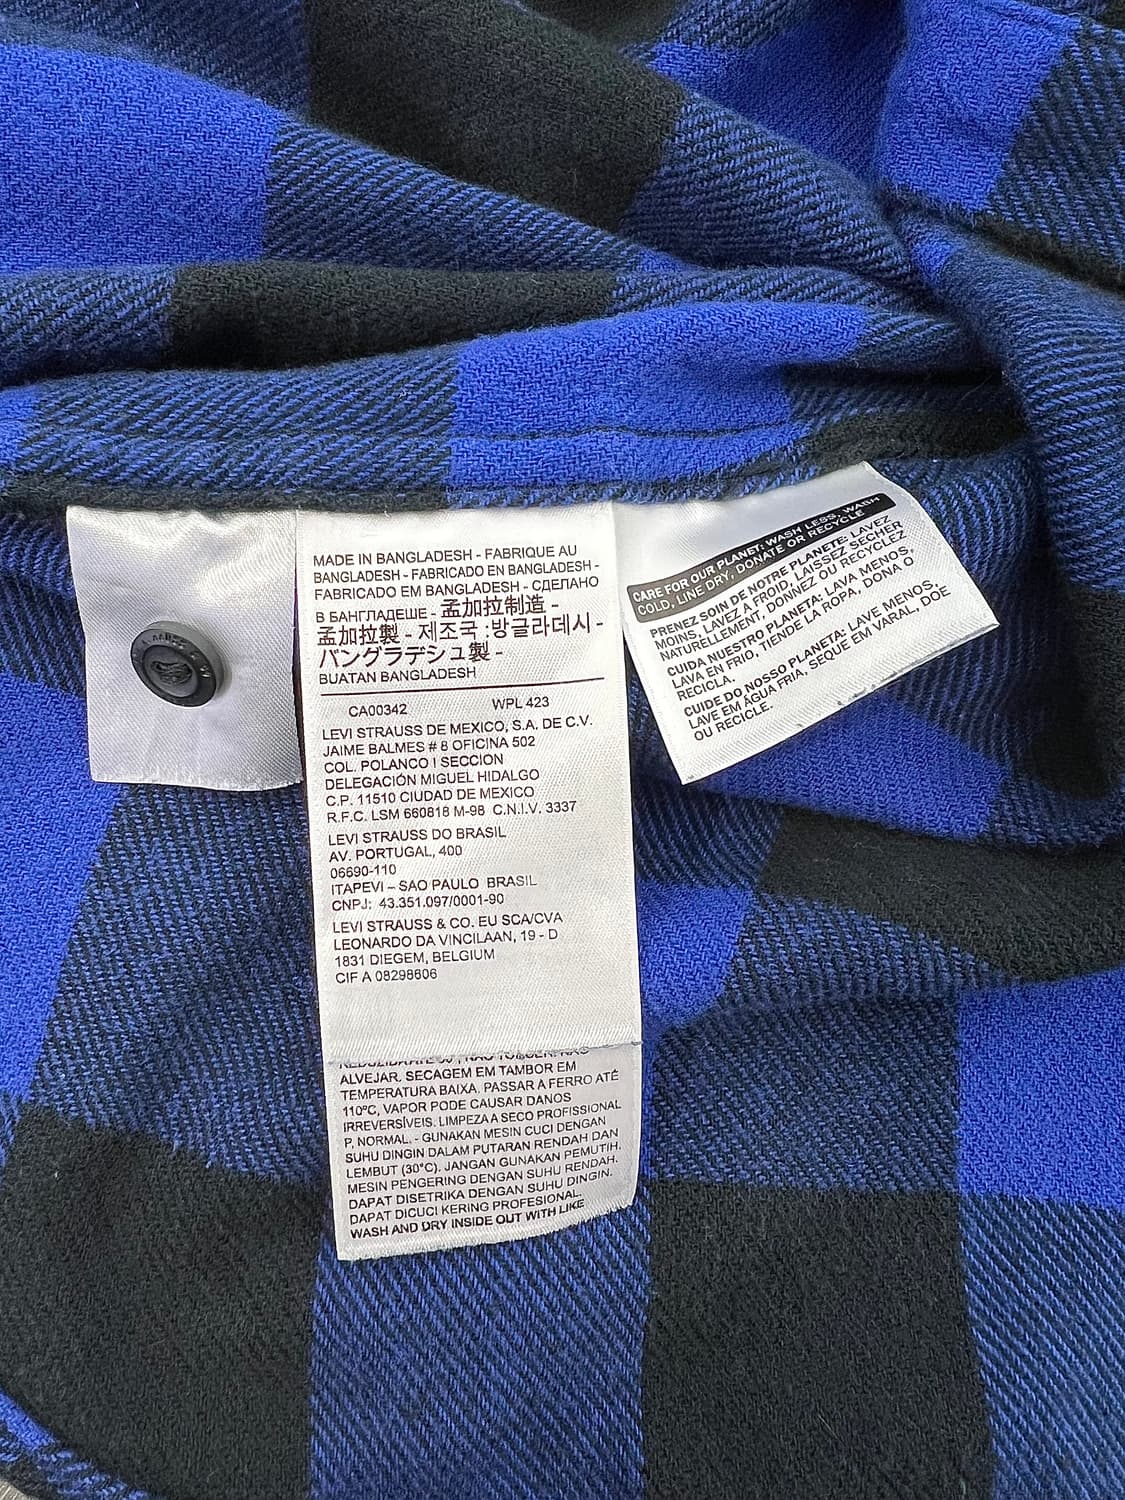 MADE IN BANGLADESH - FABRIQUE AU
BANGLADESH - FABRICADO EN BANGLADESH -
FABRICADO EM BANGLADESH - СДЕЛАНО
В БАНГЛАДЕШЕ - 孟加拉制造 -
孟加拉製 - 제조국 :방글라데시 -
バングラデシュ製 -
BUATAN BANGLADESH
CA00342 WPL 423
LEVI STRAUSS DE MEXICO, S.A. DE C.V.
JAIME BALMES # 8 OFICINA 502
COL. POLANCO I SECCION
DELEGACIÓN MIGUEL HIDALGO
C.P. 11510 CIUDAD DE MEXICO
R.F.C. LSM 660818 M-98 C.N.I.V. 3337
LEVI STRAUSS DO BRASIL
AV. PORTUGAL, 400
06690-110
ITAPEVI – SAO PAULO BRASIL
CNPJ: 43.351.097/0001-90
LEVI STRAUSS & CO. EU SCA/CVA
LEONARDO DA VINCILAAN, 19 - D
1831 DIEGEM, BELGIUM
CIF A 08298606
ALVEJAR. SECAGEM EM TAMBOR EM
TEMPERATURA BAIXA. PASSAR A FERRO ATÉ
110ºC, VAPOR PODE CAUSAR DANOS
IRREVERSÍVEIS. LIMPEZA A SECO PROFISSIONAL
P, NORMAL. - GUNAKAN MESIN CUCI DENGAN
SUHU DINGIN DALAM PUTARAN RENDAH DAN
LEMBUT (30°C). JANGAN GUNAKAN PEMUTIH.
MESIN PENGERING DENGAN SUHU RENDAH.
DAPAT DISETRIKA DENGAN SUHU DINGIN.
DAPAT DICUCI KERING PROFESIONAL.
WASH AND DRY INSIDE OUT WITH LIKE
CARE FOR OUR PLANET: WASH LESS, WASH
COLD, LINE DRY, DONATE OR RECYCLE
PRENEZ SOIN DE NOTRE PLANETE: LAVEZ
MOINS, LAVEZ A FROID, LAISSEZ SECHER
NATURELLEMENT, DONNEZ OU RECYCLEZ
CUIDA NUESTRO PLANETA: LAVA MENOS,
LAVA EN FRIO, TIENDE LA ROPA, DONA O
RECICLA.
CUIDE DO NOSSO PLANETA: LAVE MENOS,
LAVE EM ÁGUA FRIA, SEQUE EM VARAL, DOE
OU RECICLE.